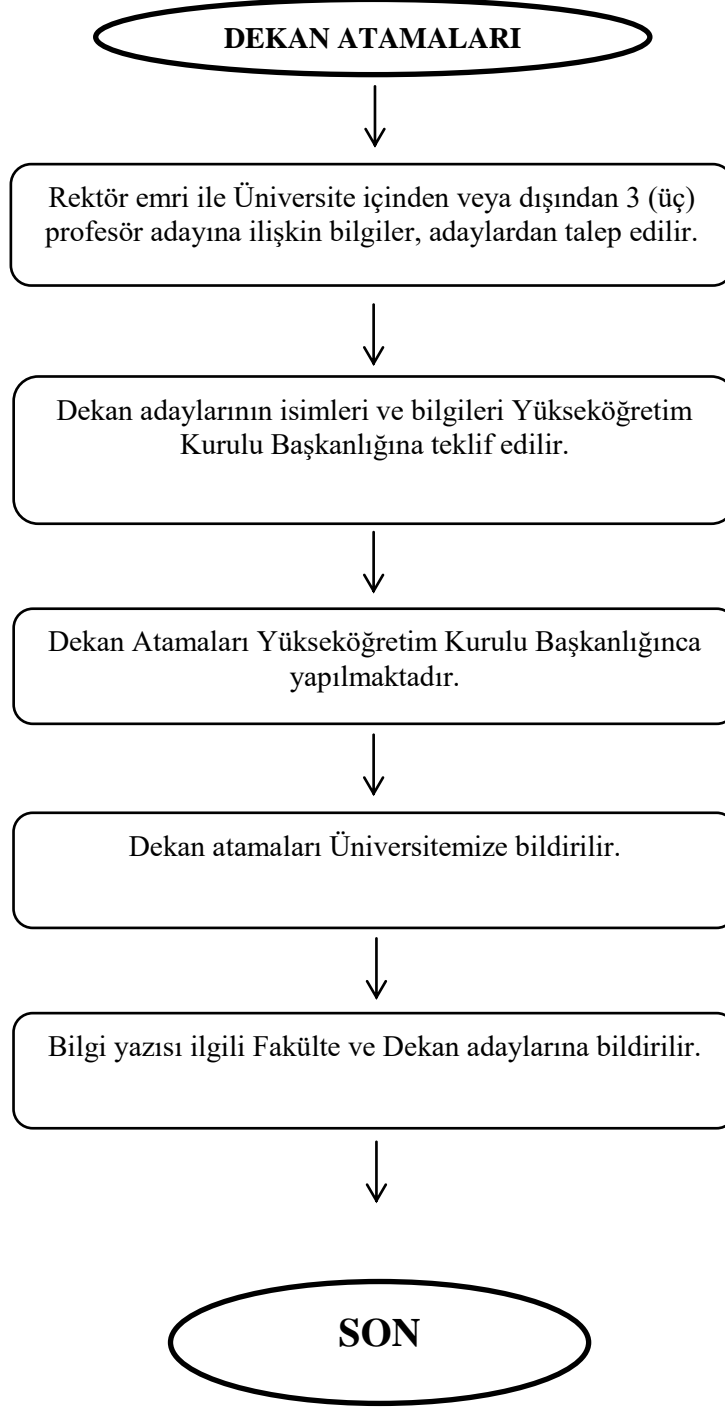 DEKAN ATAMALARI
Rektör emri ile Üniversite içinden veya dışından 3 (üç)
profesör adayına ilişkin bilgiler, adaylardan talep edilir.
Dekan adaylarının isimleri ve bilgileri Yükseköğretim
Kurulu Başkanlığına teklif edilir.
Dekan Atamaları Yükseköğretim Kurulu Başkanlığınca
yapılmaktadır.
Dekan atamaları Üniversitemize bildirilir.
Bilgi yazısı ilgili Fakülte ve Dekan adaylarına bildirilir.
SON